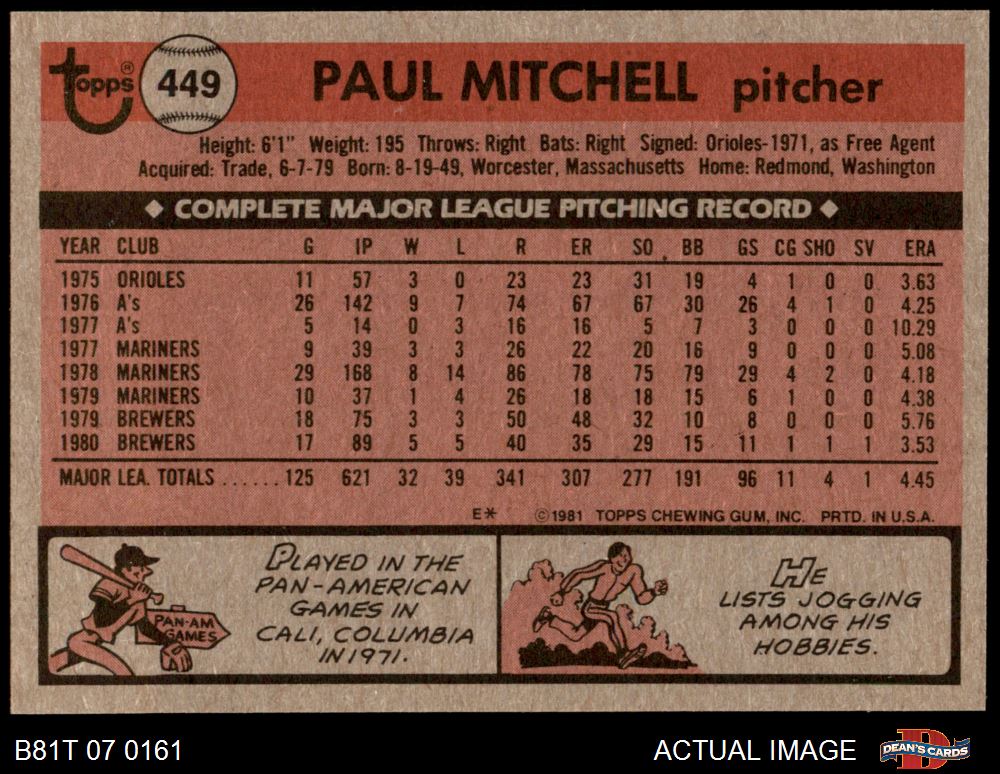 Topps® 449 PAUL MITCHELL pitcher
Height: 6'1" Weight: 195 Throws: Right Bats: Right Signed: Orioles-1971, as Free Agent
Acquired: Trade, 6-7-79 Born: 8-19-49, Worcester, Massachusetts Home: Redmond, Washington
◆ COMPLETE MAJOR LEAGUE PITCHING RECORD ◆
YEAR CLUB G IP W L R ER SO BB GS CG SHO SV ERA
1975 ORIOLES 11 57 3 0 23 23 31 19 4 1 0 0 3.63
1976 A's 26 142 9 7 74 67 67 30 26 4 1 0 4.25
1977 A's 5 14 0 3 16 16 5 7 3 0 0 0 10.29
1977 MARINERS 9 39 3 3 26 22 20 16 9 0 0 0 5.08
1978 MARINERS 29 168 8 14 86 78 75 79 29 4 2 0 4.18
1979 MARINERS 10 37 1 4 26 18 18 15 6 1 0 0 4.38
1979 BREWERS 18 75 3 3 50 48 32 10 8 0 0 0 5.76
1980 BREWERS 17 89 5 5 40 35 29 15 11 1 1 1 3.53
MAJOR LEA. TOTALS ...... 125 621 32 39 341 307 277 191 96 11 4 1 4.45
E* ©1981 TOPPS CHEWING GUM, INC. PRTD. IN U.S.A.
PAN-AM
GAMES
PLAYED IN THE
PAN-AMERICAN
GAMES IN
CALI, COLUMBIA
IN 1971.
HE
LISTS JOGGING
AMONG HIS
HOBBIES.
B81T 07 0161 ACTUAL IMAGE DEAN'S CARDS